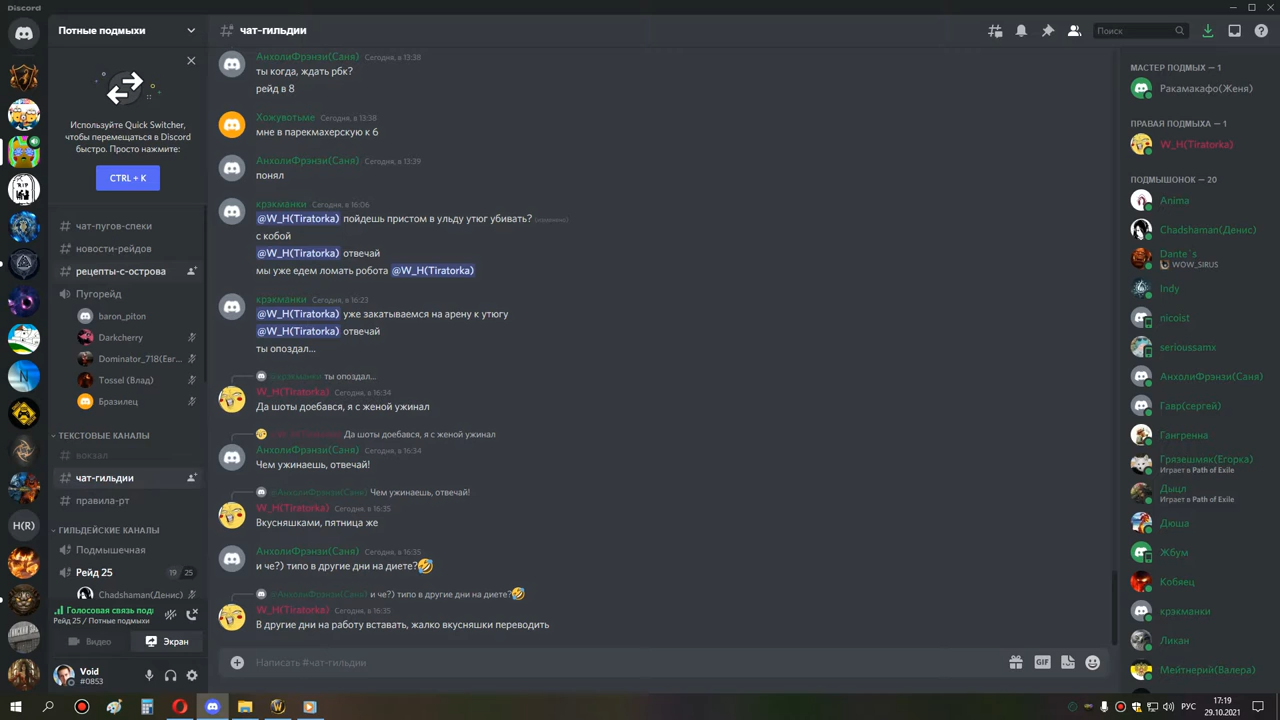 Discord
Потные подмыхи
Используйте Quick Switcher,
чтобы перемещаться в Discord
быстро. Просто нажмите:
CTRL + K
чат-пугов-спеки
новости-рейдов
рецепты-с-острова
Пугорейд
baron_piton
Darkcherry
Dominator_718(Евг...
Tossel (Влад)
Бразилец
ТЕКСТОВЫЕ КАНАЛЫ
вокзал
чат-гильдии
правила-рт
ГИЛЬДЕЙСКИЕ КАНАЛЫ
Подмышечная
Рейд 25 19 25
Chadshaman(Денис)
Голосовая связь подк
Рейд 25 / Потные подмыхи
Видео Экран
Void
#0853
H(R)
чат-гильдии
Поиск
АнхолиФрэнзи(Саня) Сегодня, в 13:38
ты когда, ждать рбк?
рейд в 8
Хожувотьме Сегодня, в 13:38
мне в парекмахерскую к 6
АнхолиФрэнзи(Саня) Сегодня, в 13:39
понял
крэкманки Сегодня, в 16:06
@W_H(Tiratorka) пойдешь пристом в ульду утюг убивать? (изменено)
с кобой
@W_H(Tiratorka) отвечай
мы уже едем ломать робота @W_H(Tiratorka)
крэкманки Сегодня, в 16:23
@W_H(Tiratorka) уже закатываемся на арену к утюгу
@W_H(Tiratorka) отвечай
ты опоздал...
@крэкманки ты опоздал...
W_H(Tiratorka) Сегодня, в 16:34
Да шоты доебався, я с женой ужинал
@W_H(Tiratorka) Да шоты доебався, я с женой ужинал
АнхолиФрэнзи(Саня) Сегодня, в 16:34
Чем ужинаешь, отвечай!
@АнхолиФрэнзи(Саня) Чем ужинаешь, отвечай!
W_H(Tiratorka) Сегодня, в 16:35
Вкусняшками, пятница же
АнхолиФрэнзи(Саня) Сегодня, в 16:35
и че?) типо в другие дни на диете?🤣
@АнхолиФрэнзи(Саня) и че?) типо в другие дни на диете?🤣
W_H(Tiratorka) Сегодня, в 16:35
В другие дни на работу вставать, жалко вкусняшки переводить
Написать #чат-гильдии
GIF
МАСТЕР ПОДМЫХ — 1
Ракамакафо(Женя)
ПРАВАЯ ПОДМЫХА — 1
W_H(Tiratorka)
ПОДМЫШОНОК — 20
Anima
Chadshaman(Денис)
Dante`s
WOW_SIRUS
Indy
nicoist
serioussamx
АнхолиФрэнзи(Саня)
Гавр(сергей)
Гангренна
Грязешмяк(Егорка)
Играет в Path of Exile
Дыцл
Играет в Path of Exile
Дюша
Жбум
Кобяец
крэкманки
Ликан
Мейтнерий(Валера)
РУС
17:19
29.10.2021